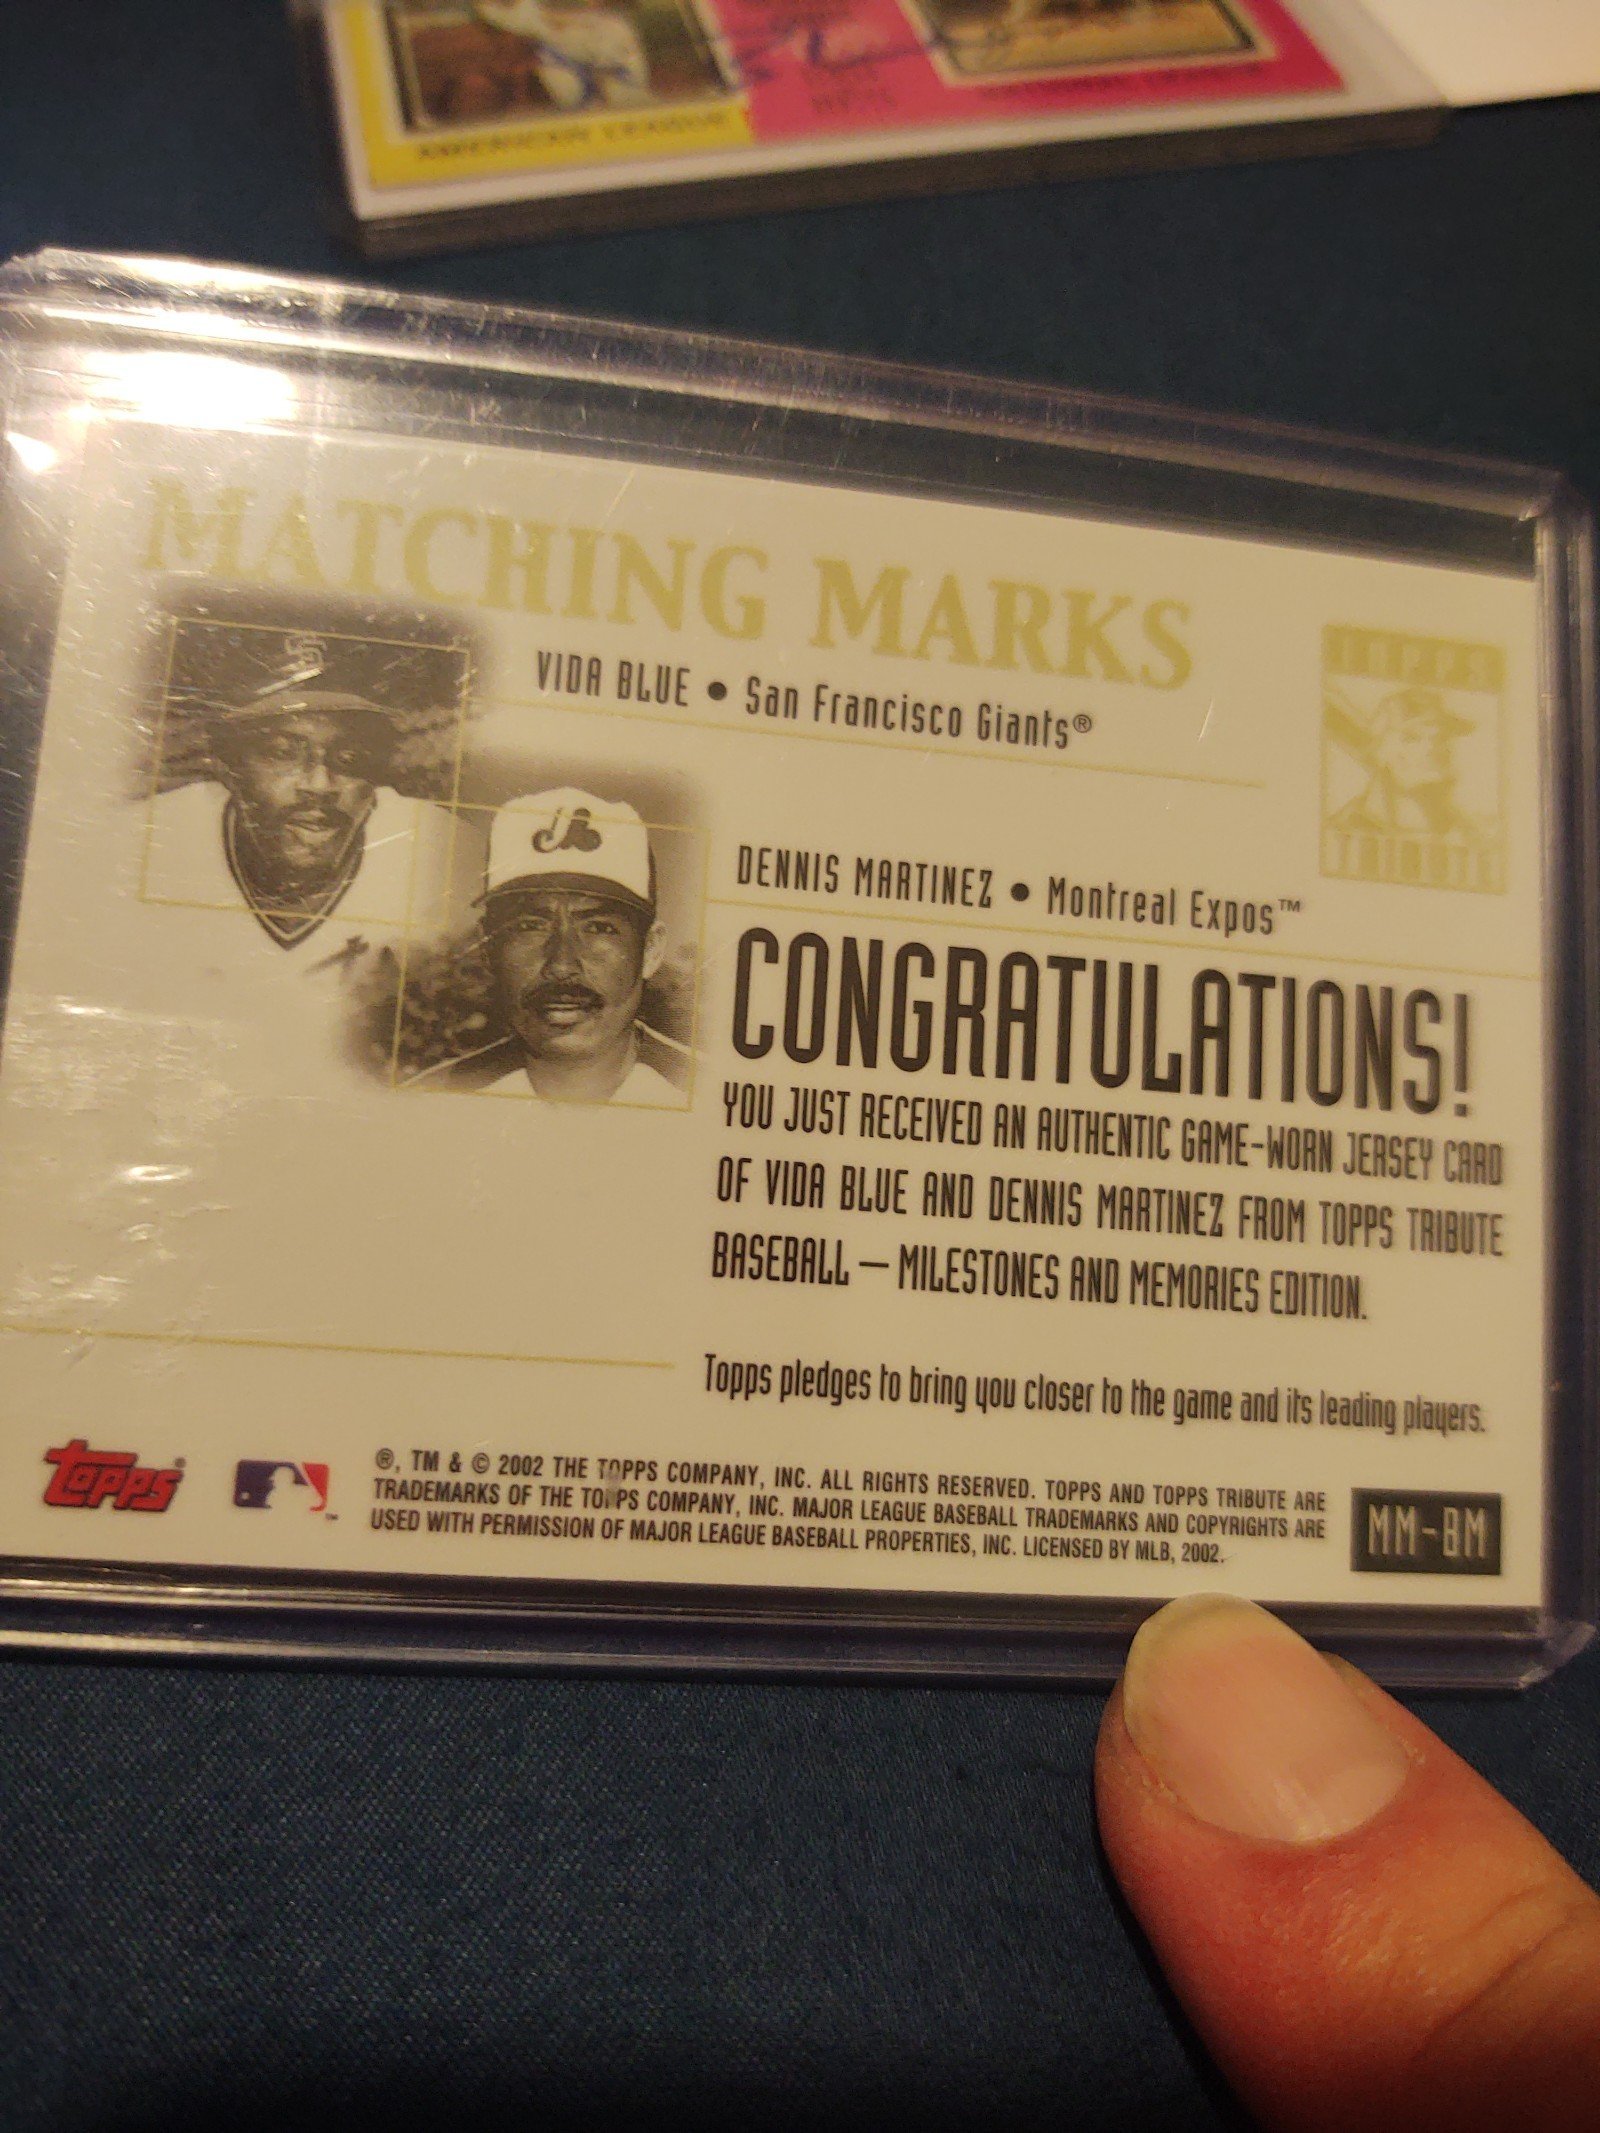 AMERICAN LEAGUE
MATCHING MARKS
VIDA BLUE • San Francisco Giants®
TOPPS
TRIBUTE
DENNIS MARTINEZ • Montreal Expos™
CONGRATULATIONS!
YOU JUST RECEIVED AN AUTHENTIC GAME-WORN JERSEY CARD
OF VIDA BLUE AND DENNIS MARTINEZ FROM TOPPS TRIBUTE
BASEBALL — MILESTONES AND MEMORIES EDITION.
Topps pledges to bring you closer to the game and its leading players.
topps®
®, TM & © 2002 THE TOPPS COMPANY, INC. ALL RIGHTS RESERVED. TOPPS AND TOPPS TRIBUTE ARE
TRADEMARKS OF THE TOPPS COMPANY, INC. MAJOR LEAGUE BASEBALL TRADEMARKS AND COPYRIGHTS ARE
USED WITH PERMISSION OF MAJOR LEAGUE BASEBALL PROPERTIES, INC. LICENSED BY MLB, 2002.
MM-BM